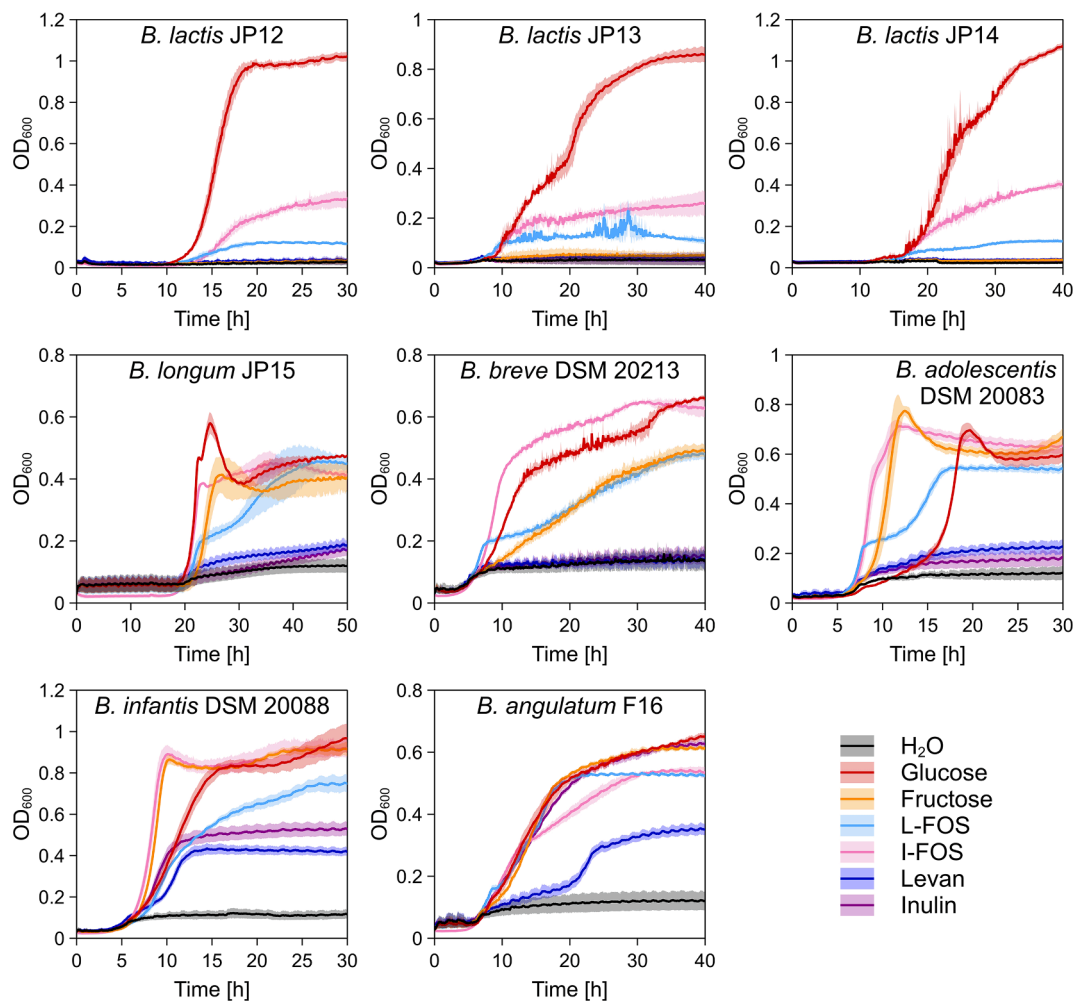 B. lactis JP12
OD600
1.2
1
0.8
0.6
0.4
0.2
0
0 5 10 15 20 25 30
Time [h]
B. lactis JP13
OD600
1
0.8
0.6
0.4
0.2
0
0 10 20 30 40
Time [h]
B. lactis JP14
OD600
1.2
1
0.8
0.6
0.4
0.2
0
0 10 20 30 40
Time [h]
B. longum JP15
OD600
0.8
0.6
0.4
0.2
0
0 10 20 30 40 50
Time [h]
B. breve DSM 20213
OD600
0.8
0.6
0.4
0.2
0
0 10 20 30 40
Time [h]
B. adolescentis
DSM 20083
OD600
1
0.8
0.6
0.4
0.2
0
0 5 10 15 20 25 30
Time [h]
B. infantis DSM 20088
OD600
1.2
1
0.8
0.6
0.4
0.2
0
0 5 10 15 20 25 30
Time [h]
B. angulatum F16
OD600
0.8
0.6
0.4
0.2
0
0 10 20 30 40
Time [h]
H2O
Glucose
Fructose
L-FOS
I-FOS
Levan
Inulin